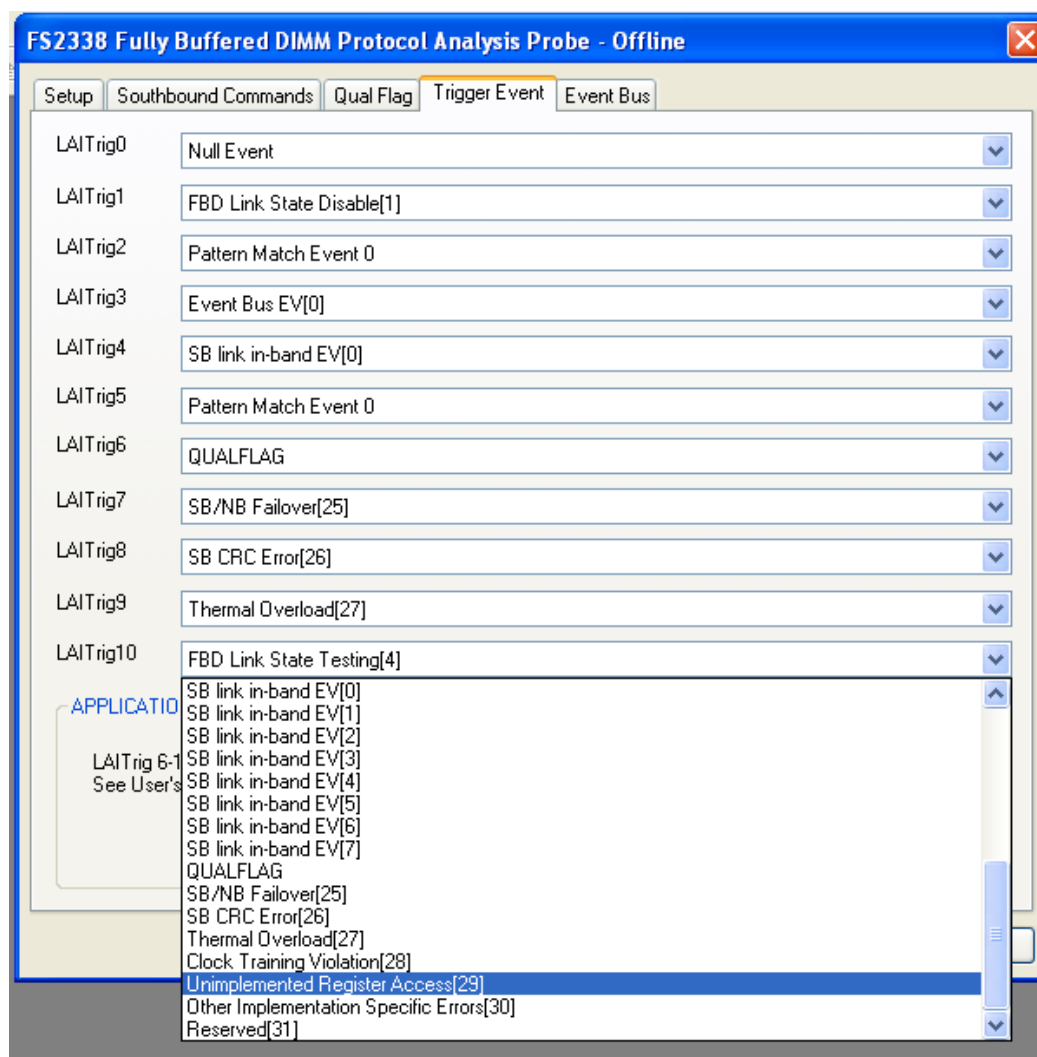 FS2338 Fully Buffered DIMM Protocol Analysis Probe - Offline
Setup Southbound Commands Qual Flag Trigger Event Event Bus
LAITrig0 Null Event
LAITrig1 FBD Link State Disable[1]
LAITrig2 Pattern Match Event 0
LAITrig3 Event Bus EV[0]
LAITrig4 SB link in-band EV[0]
LAITrig5 Pattern Match Event 0
LAITrig6 QUALFLAG
LAITrig7 SB/NB Failover[25]
LAITrig8 SB CRC Error[26]
LAITrig9 Thermal Overload[27]
LAITrig10 FBD Link State Testing[4]
SB link in-band EV[0]
APPLICATIO SB link in-band EV[1]
SB link in-band EV[2]
LAITrig 6-1 SB link in-band EV[3]
See User's SB link in-band EV[4]
SB link in-band EV[5]
SB link in-band EV[6]
SB link in-band EV[7]
QUALFLAG
SB/NB Failover[25]
SB CRC Error[26]
Thermal Overload[27]
Clock Training Violation[28]
Unimplemented Register Access[29]
Other Implementation Specific Errors[30]
Reserved[31]